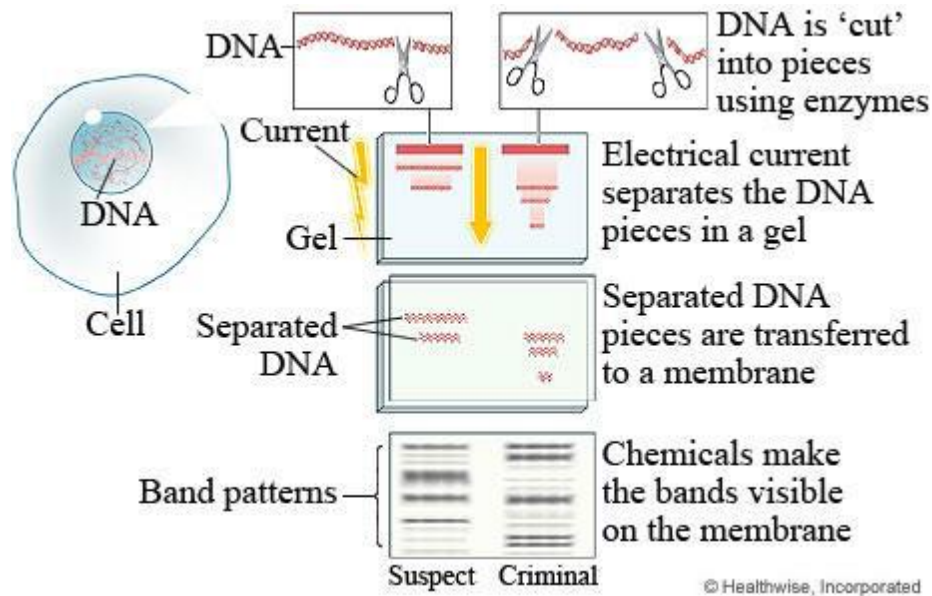 DNA
DNA is ‘cut’
into pieces
using enzymes
Current
DNA
Gel
Electrical current
separates the DNA
pieces in a gel
Cell
Separated
DNA
Separated DNA
pieces are transferred
to a membrane
Band patterns
Chemicals make
the bands visible
on the membrane
Suspect
Criminal
© Healthwise, Incorporated